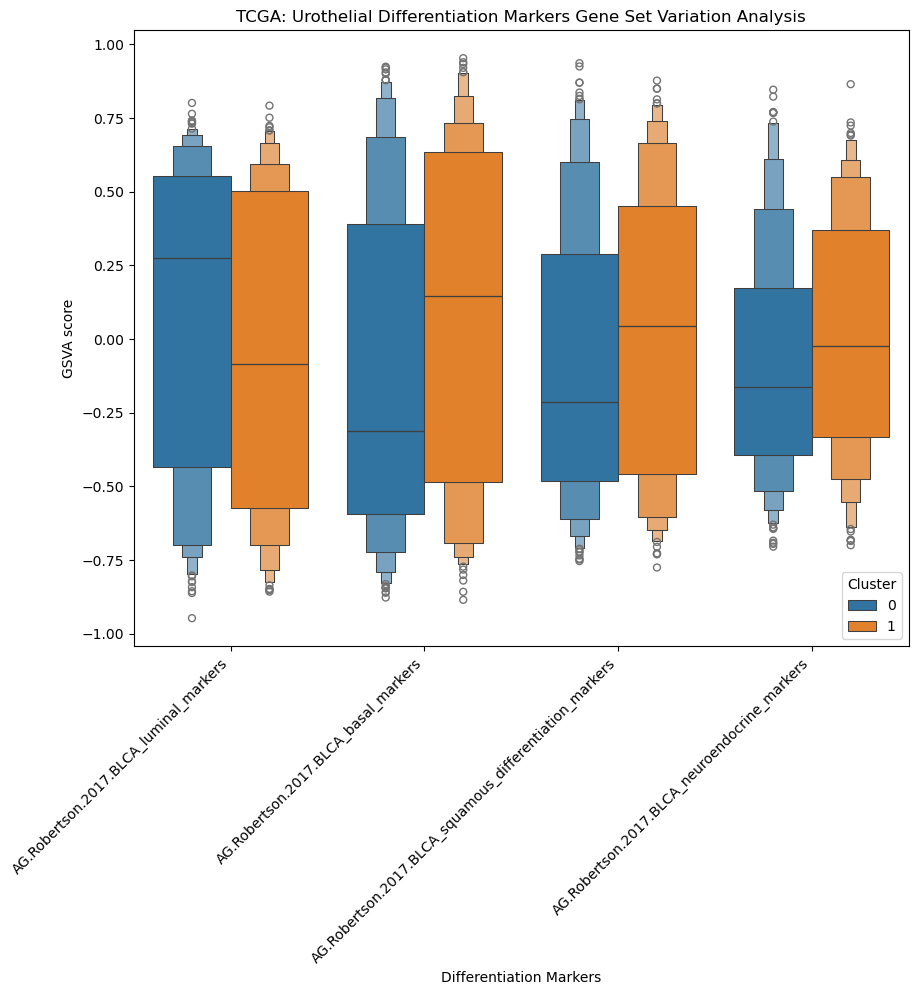 TCGA: Urothelial Differentiation Markers Gene Set Variation Analysis
GSVA score
1.00
0.75
0.50
0.25
0.00
−0.25
−0.50
−0.75
−1.00
Cluster
0
1
AG.Robertson.2017.BLCA_luminal_markers
AG.Robertson.2017.BLCA_basal_markers
AG.Robertson.2017.BLCA_squamous_differentiation_markers
AG.Robertson.2017.BLCA_neuroendocrine_markers
Differentiation Markers